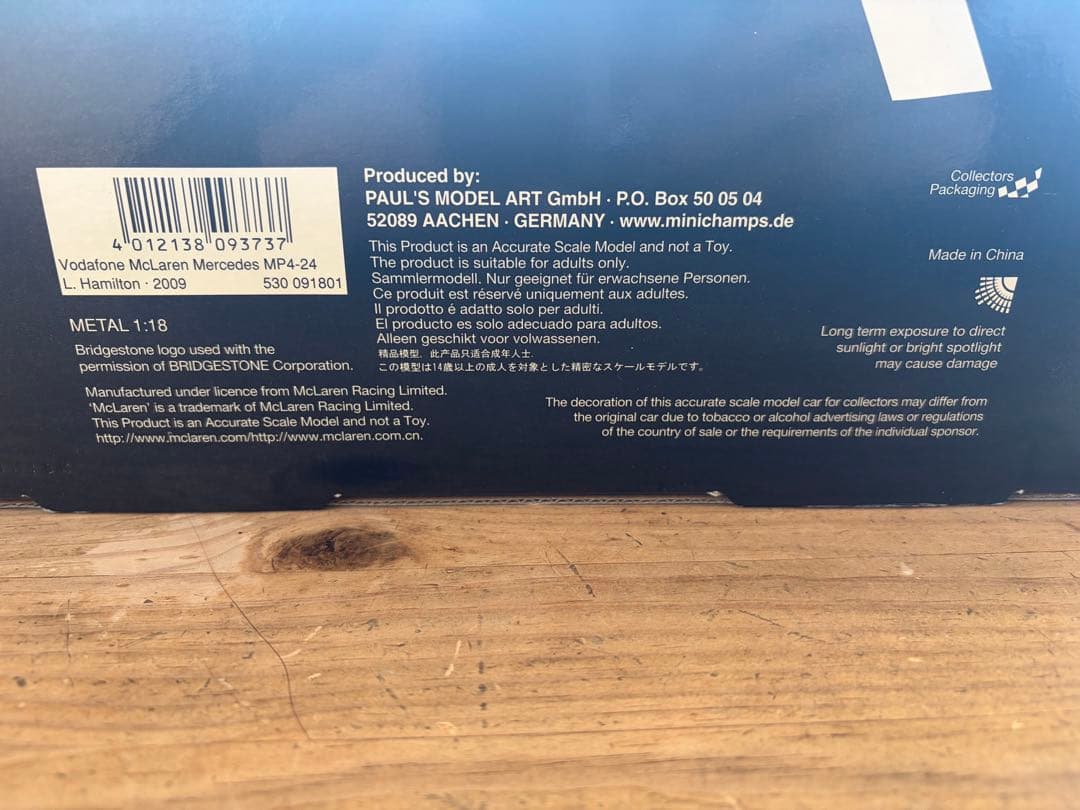 4 012138 093737
Vodafone McLaren Mercedes MP4-24
L. Hamilton · 2009 530 091801
METAL 1:18
Bridgestone logo used with the
permission of BRIDGESTONE Corporation.
Manufactured under licence from McLaren Racing Limited.
'McLaren' is a trademark of McLaren Racing Limited.
This Product is an Accurate Scale Model and not a Toy.
http://www.mclaren.com/http://www.mclaren.com.cn.
Produced by:
PAUL'S MODEL ART GmbH · P.O. Box 50 05 04
52089 AACHEN · GERMANY · www.minichamps.de
This Product is an Accurate Scale Model and not a Toy.
The product is suitable for adults only.
Sammlermodell. Nur geeignet für erwachsene Personen.
Ce produit est réservé uniquement aux adultes.
Il prodotto é adatto solo per adulti.
El producto es solo adecuado para adultos.
Alleen geschikt voor volwassenen.
精品模型，此产品只适合成年人士.
この模型は14歳以上の成人を対象とした精密なスケールモデルです。
Collectors
Packaging
Made in China
Long term exposure to direct
sunlight or bright spotlight
may cause damage
The decoration of this accurate scale model car for collectors may differ from
the original car due to tobacco or alcohol advertising laws or regulations
of the country of sale or the requirements of the individual sponsor.